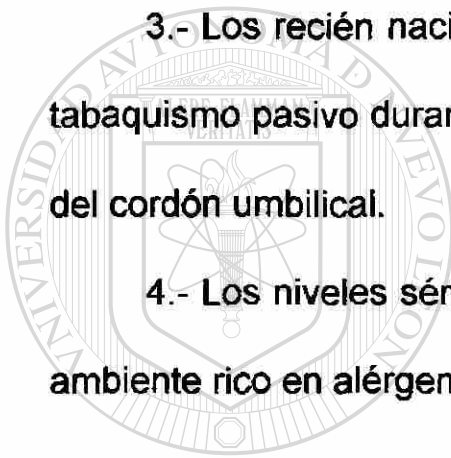 3.- Los recién naci
tabaquismo pasivo durar
del cordón umbilical.
4.- Los niveles sér
ambiente rico en alérgen